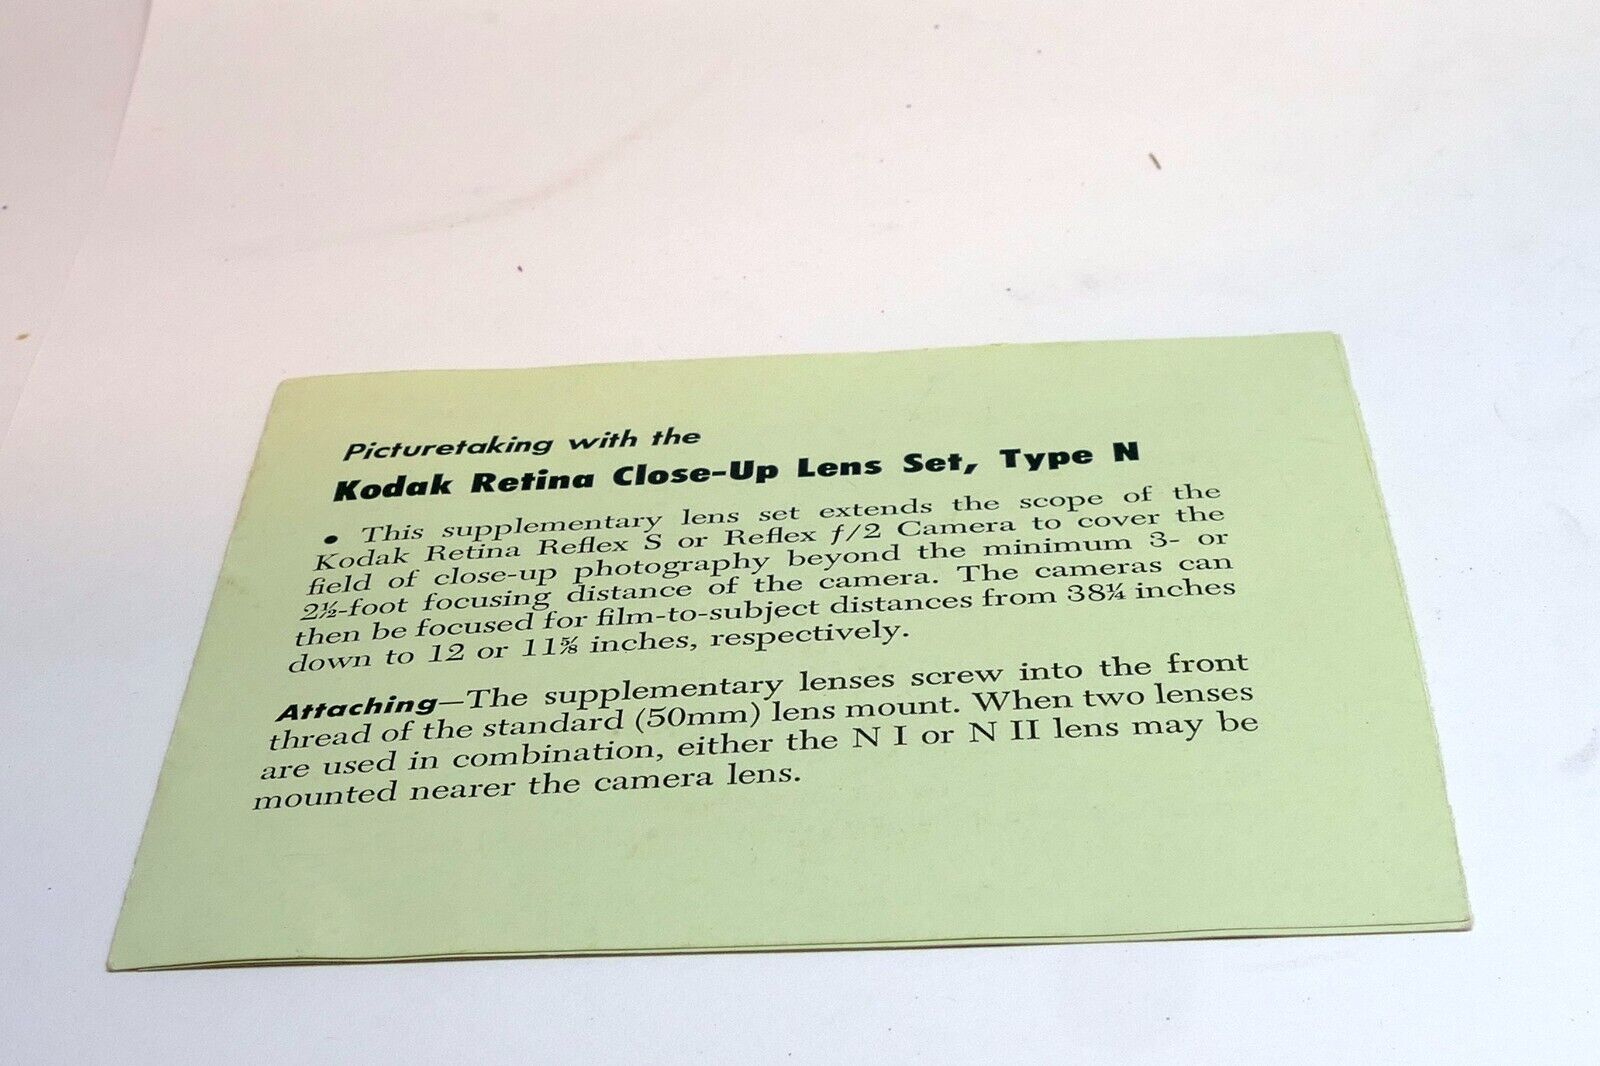 Picturetaking with the
Kodak Retina Close-Up Lens Set, Type N
• This supplementary lens set extends the scope of the
Kodak Retina Reflex S or Reflex f/2 Camera to cover the
field of close-up photography beyond the minimum 3- or
2½-foot focusing distance of the camera. The cameras can
then be focused for film-to-subject distances from 38¼ inches
down to 12 or 11⅝ inches, respectively.
Attaching—The supplementary lenses screw into the front
thread of the standard (50mm) lens mount. When two lenses
are used in combination, either the N I or N II lens may be
mounted nearer the camera lens.